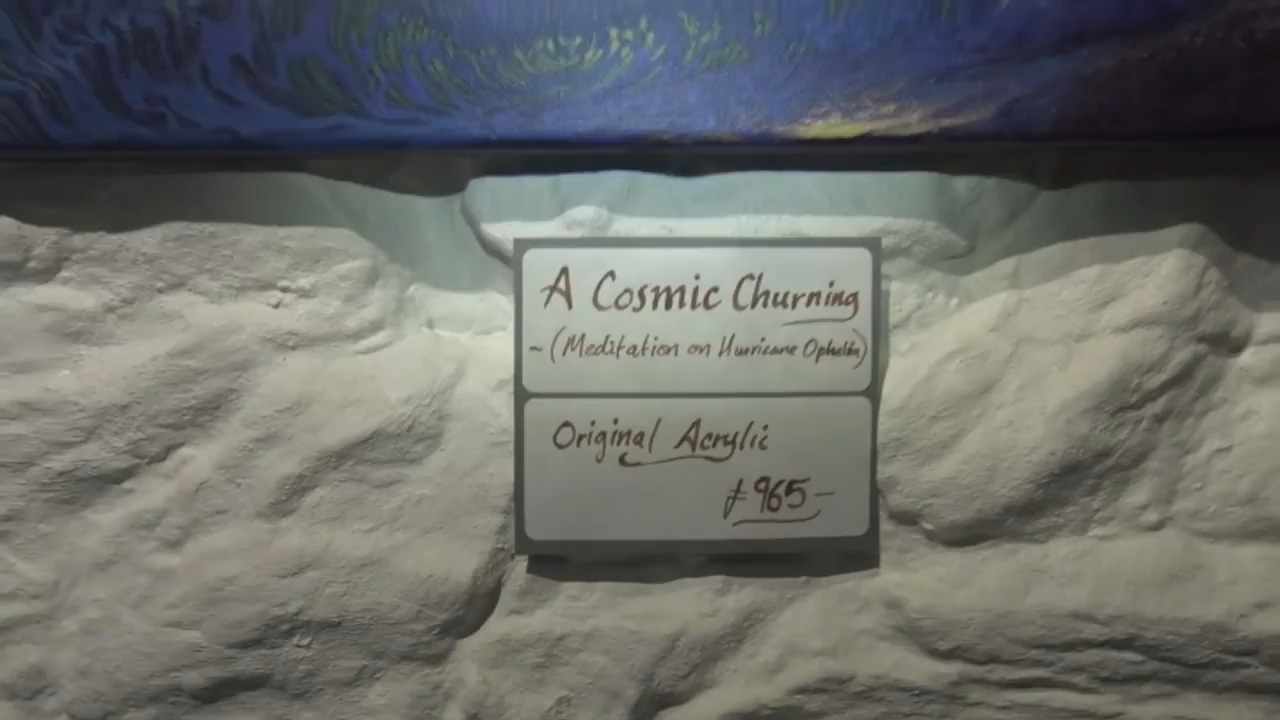 A Cosmic Churning
~ (Meditation on Hurricane Ophelia)
Original Acrylic
£965–